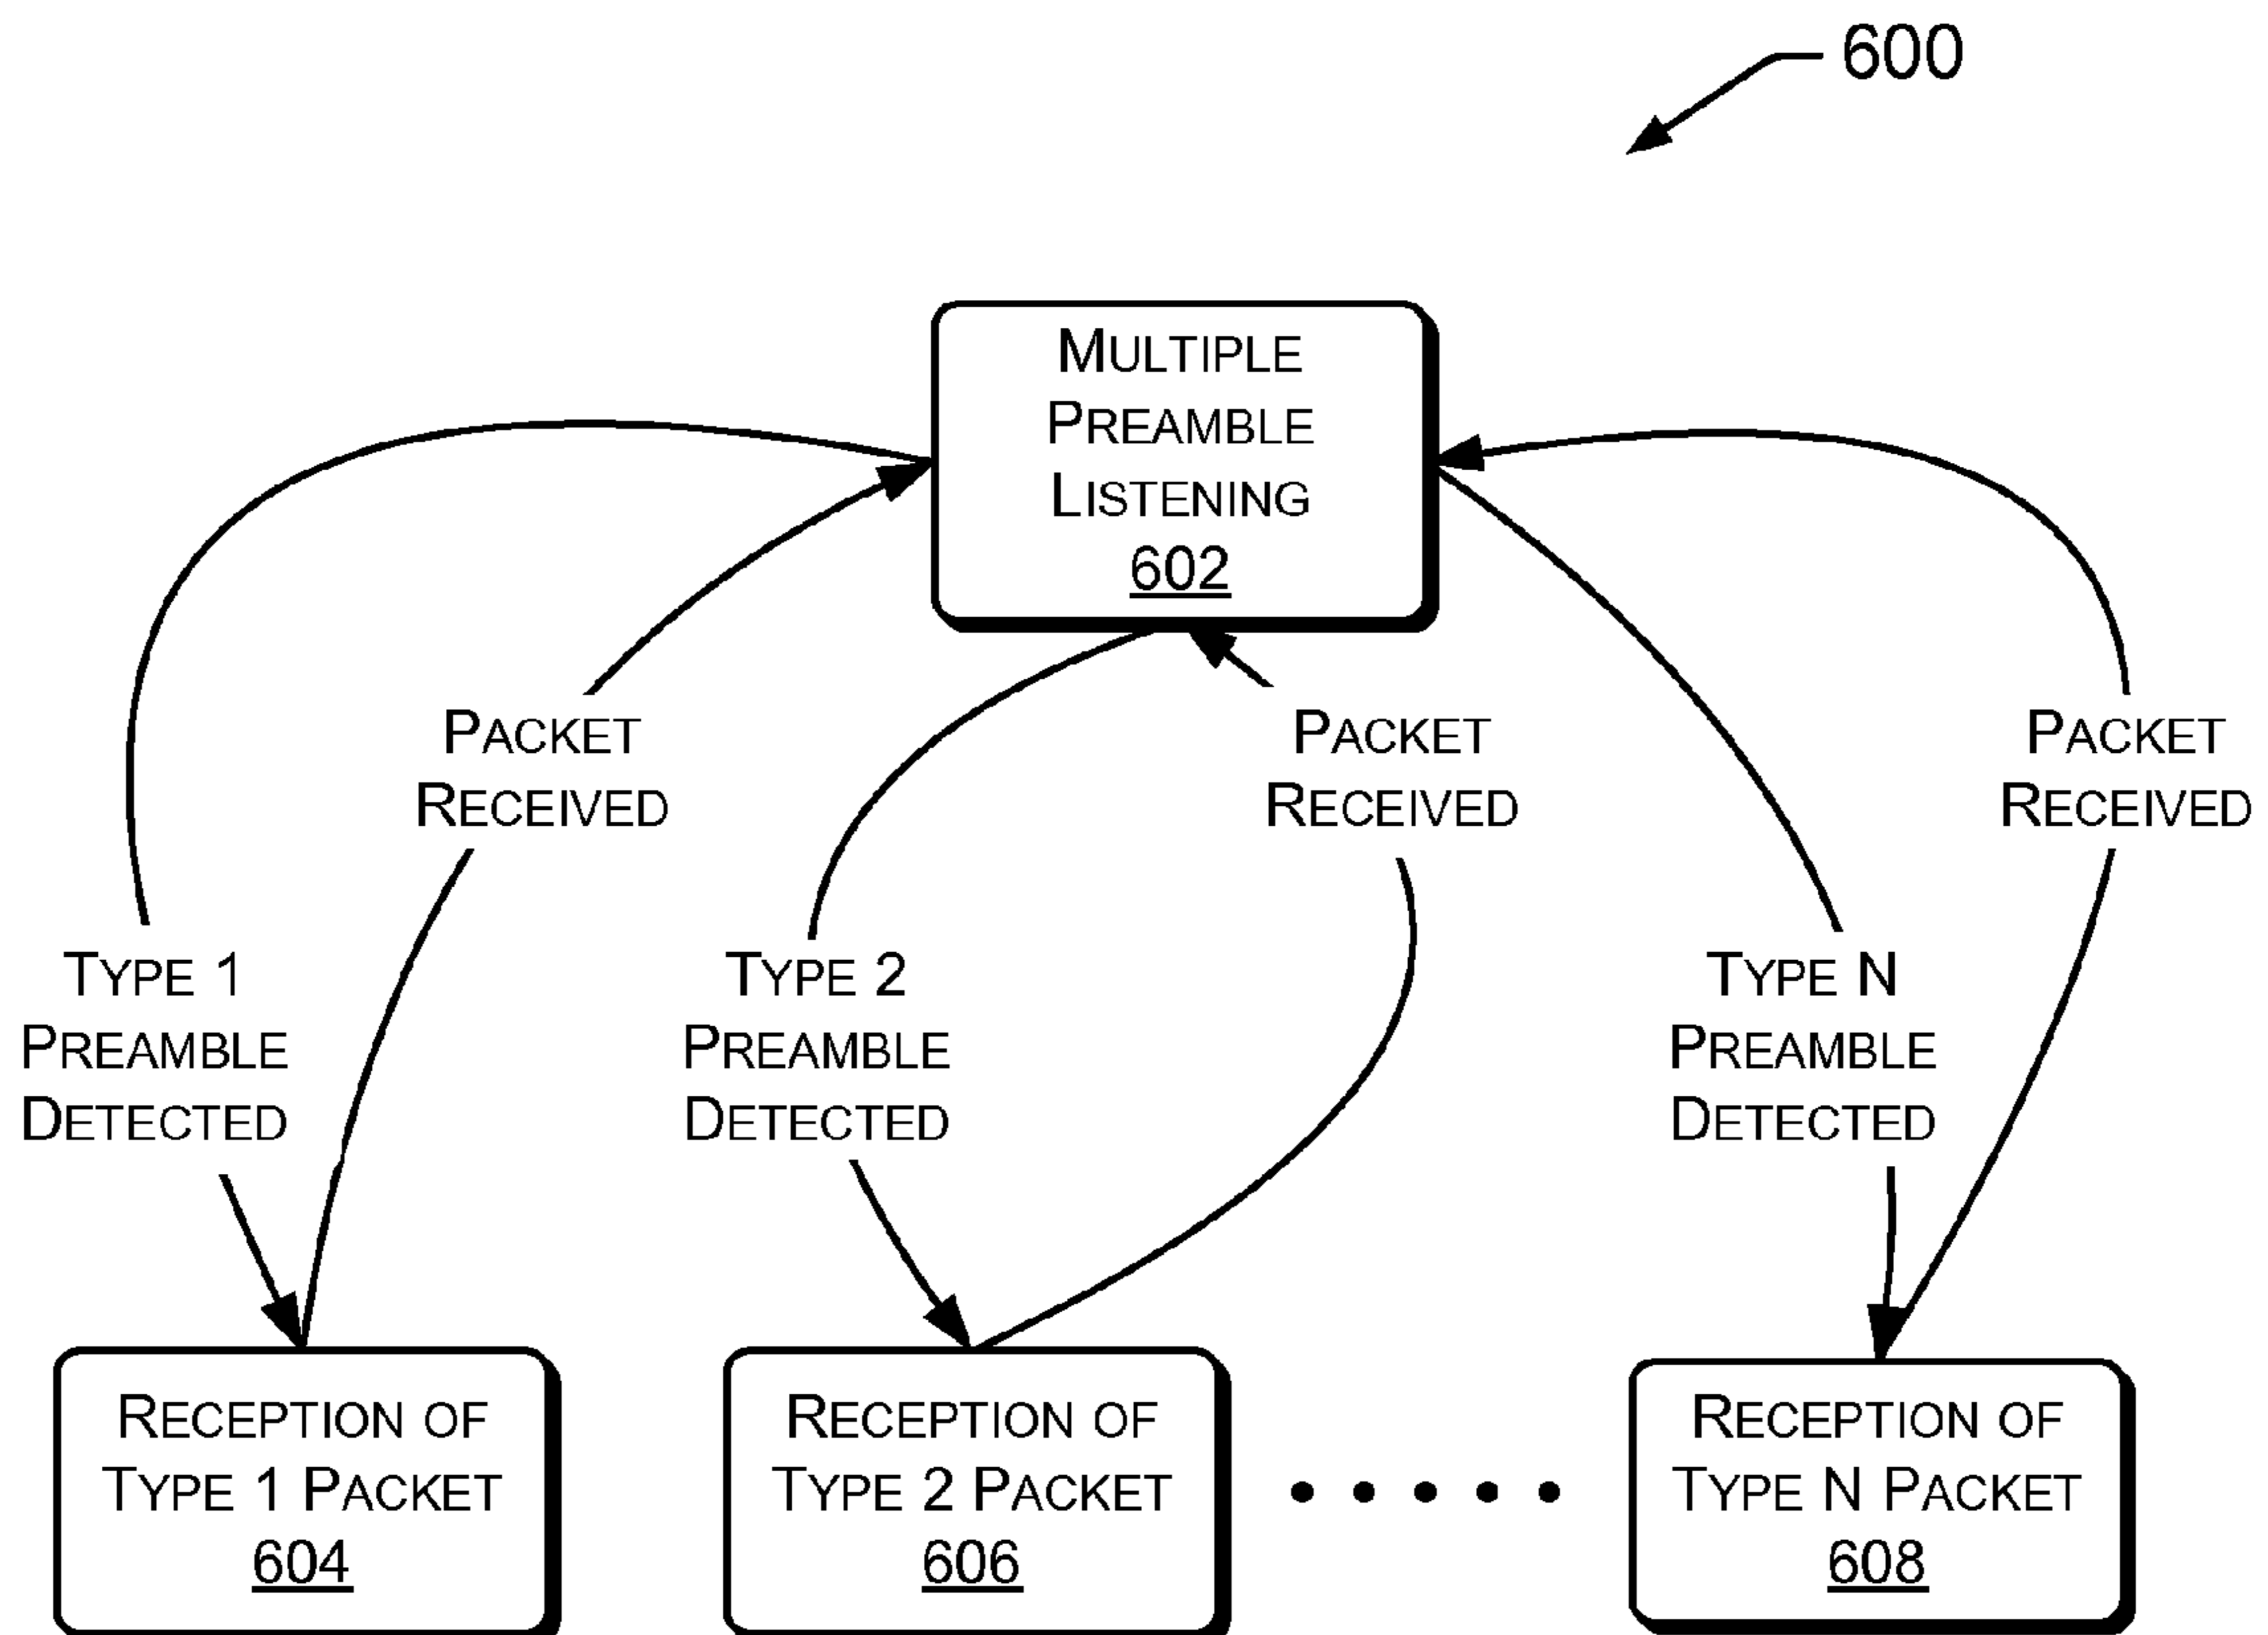 600
MULTIPLE
PREAMBLE
LISTENING
602
PACKET
RECEIVED
PACKET
RECEIVED
PACKET
RECEIVED
TYPE 1
PREAMBLE
DETECTED
TYPE 2
PREAMBLE
DETECTED
TYPE N
PREAMBLE
DETECTED
RECEPTION OF
TYPE 1 PACKET
604
RECEPTION OF
TYPE 2 PACKET
606
RECEPTION OF
TYPE N PACKET
608